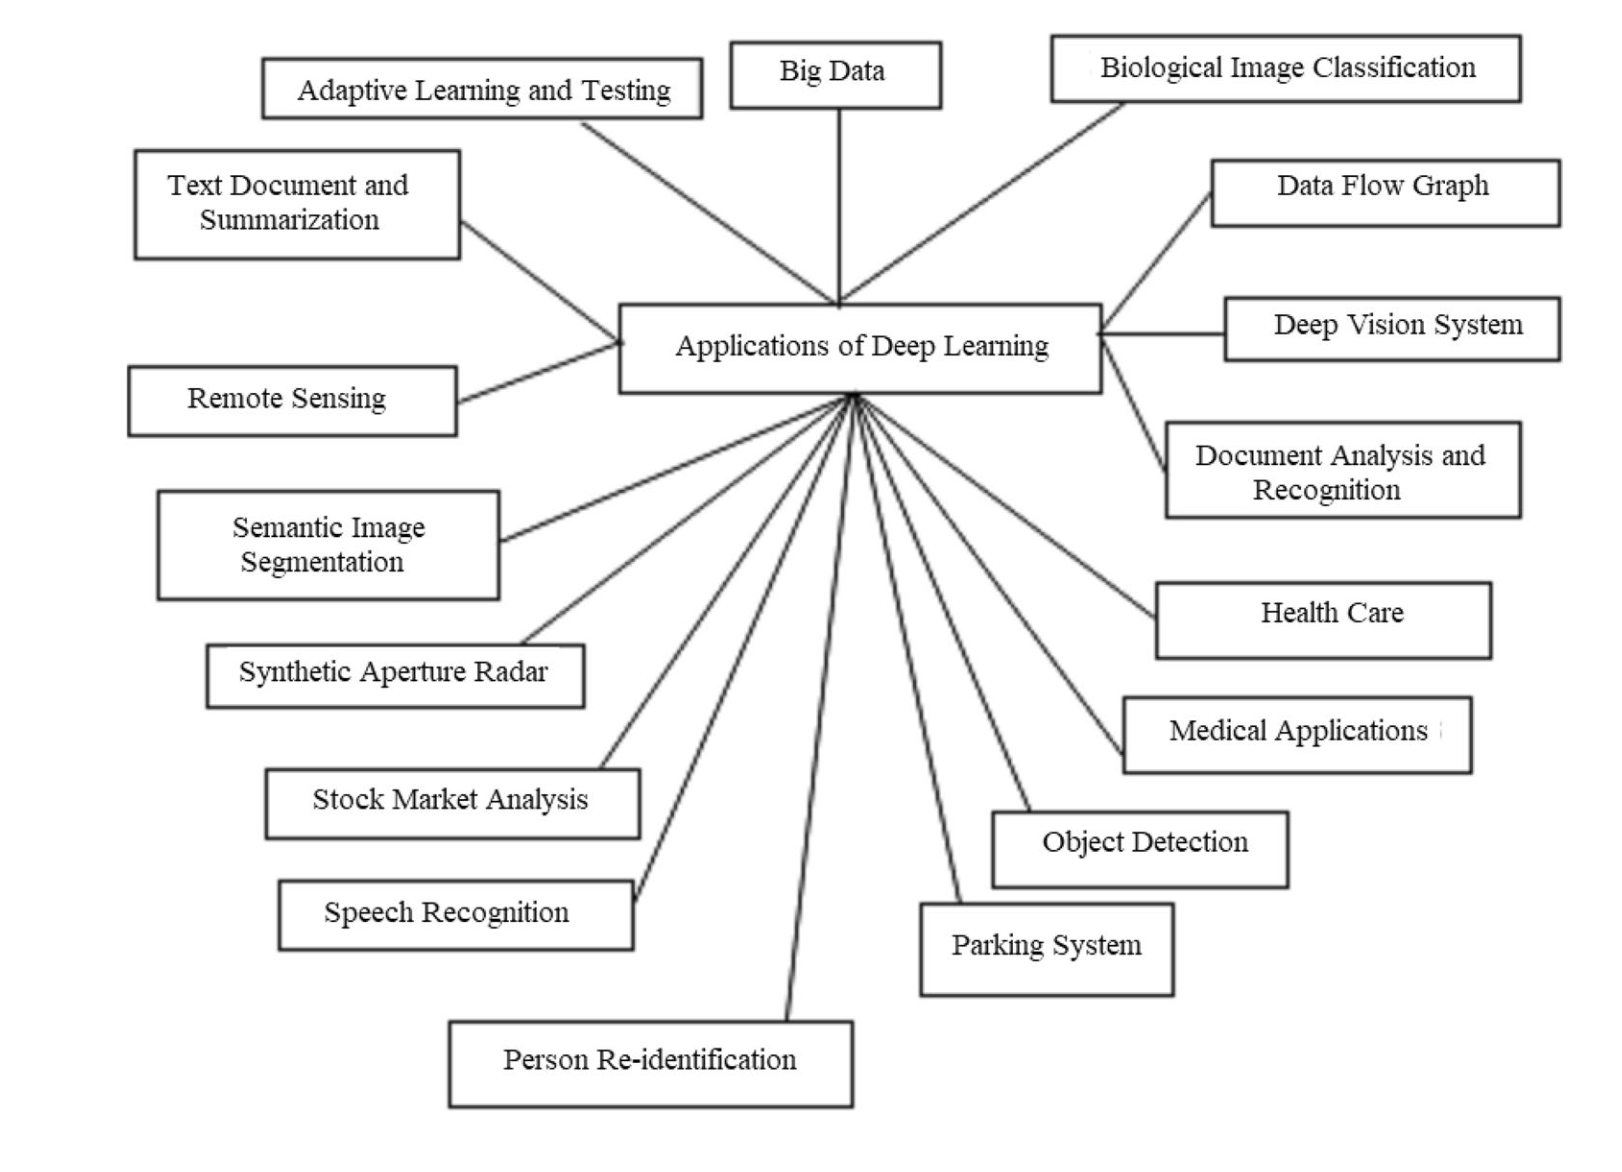 Big Data
Biological Image Classification
Adaptive Learning and Testing
Text Document and
Summarization
Data Flow Graph
Deep Vision System
Applications of Deep Learning
Remote Sensing
Document Analysis and
Recognition
Semantic Image
Segmentation
Health Care
Synthetic Aperture Radar
Medical Applications
Stock Market Analysis
Object Detection
Speech Recognition
Parking System
Person Re-identification